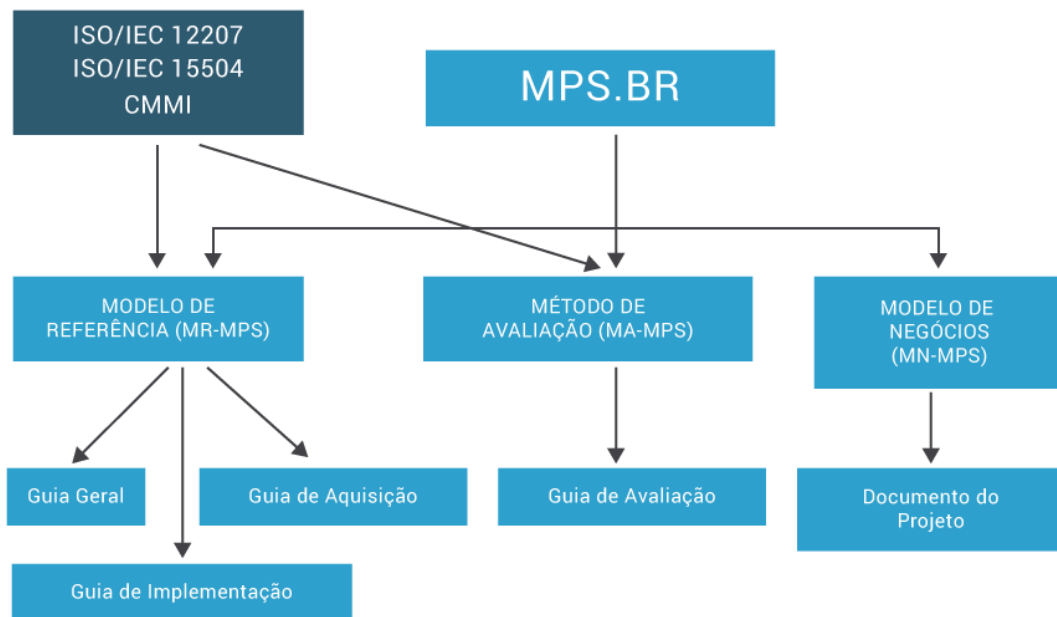 ISO/IEC 12207
ISO/IEC 15504
CMMI
MPS.BR
MODELO DE
REFERÊNCIA (MR-MPS)
MÉTODO DE
AVALIAÇÃO (MA-MPS)
MODELO DE
NEGÓCIOS
(MN-MPS)
Guia Geral
Guia de Aquisição
Guia de Avaliação
Documento do
Projeto
Guia de Implementação